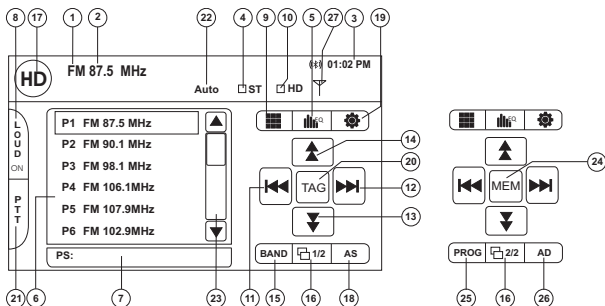 8 17 1 2 22 4 9 10 5 27 3 19
HD FM 87.5 MHz 01:02 PM
Auto ST HD
LOUD
ON
PTT
P1 FM 87.5 MHz
P2 FM 90.1 MHz
P3 FM 98.1 MHz
P4 FM 106.1MHz
P5 FM 107.9MHz
P6 FM 102.9MHz
PS:
EQ
TAG
BAND 1/2 AS
14
20
12
13
21 6 7 23 11 15 16 18
EQ
MEM
24
PROG 2/2 AD
25 16 26